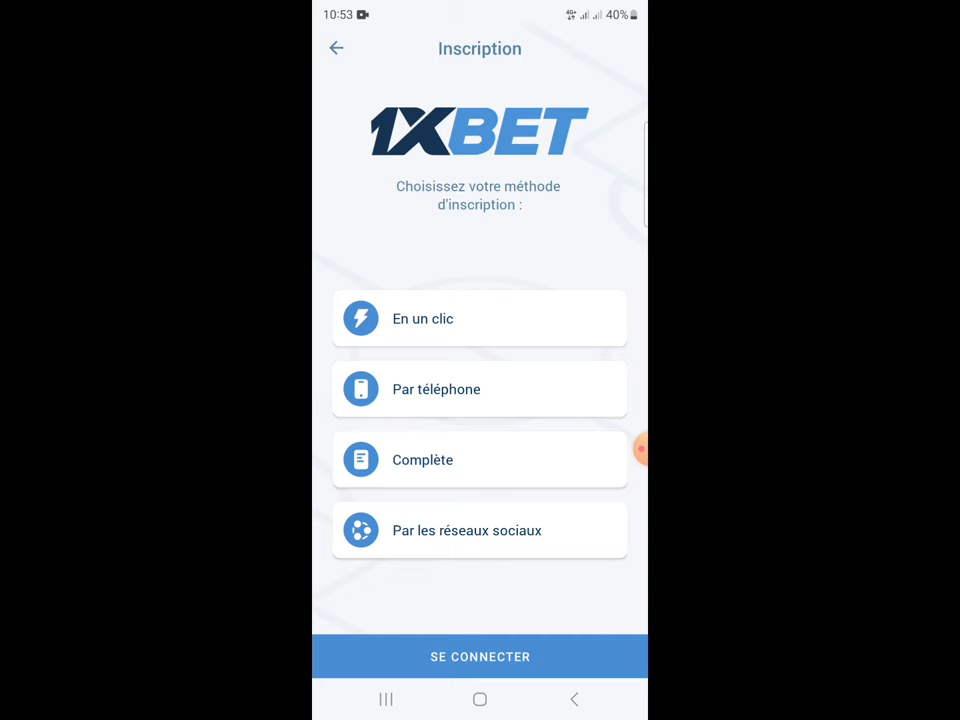 10:53 4G+ 40%
Inscription
1XBET
Choisissez votre méthode
d'inscription :
En un clic
Par téléphone
Complète
Par les réseaux sociaux
SE CONNECTER